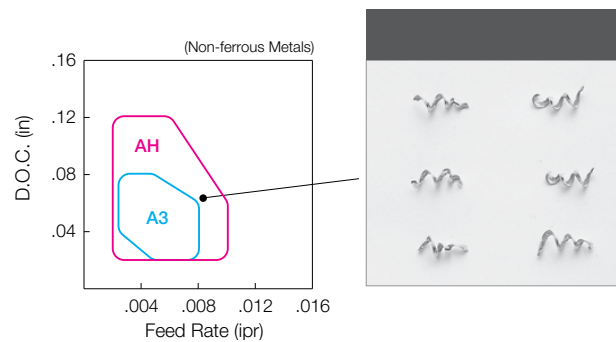 (Non-ferrous Metals)
.16
.12
.08
.04
D.O.C. (in)
AH
A3
.004 .008 .012 .016
Feed Rate (ipr)